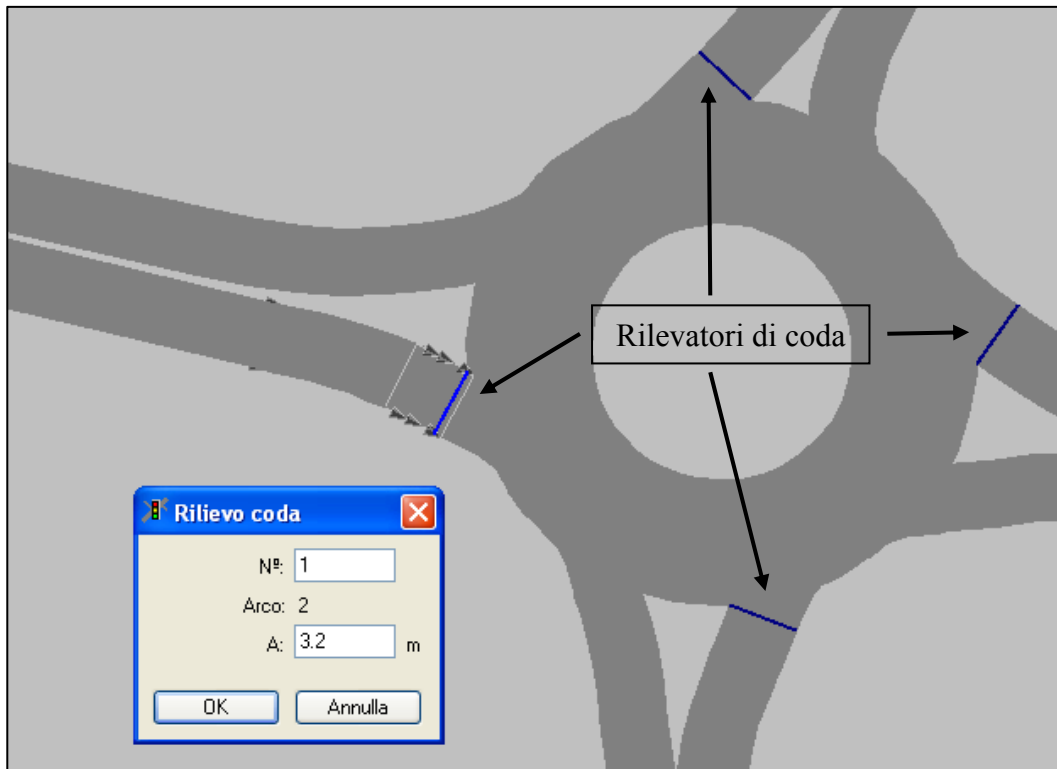 Rilevatori di coda
Rilievo coda
Nº: 1
Arco: 2
A: 3.2 m
OK Annulla